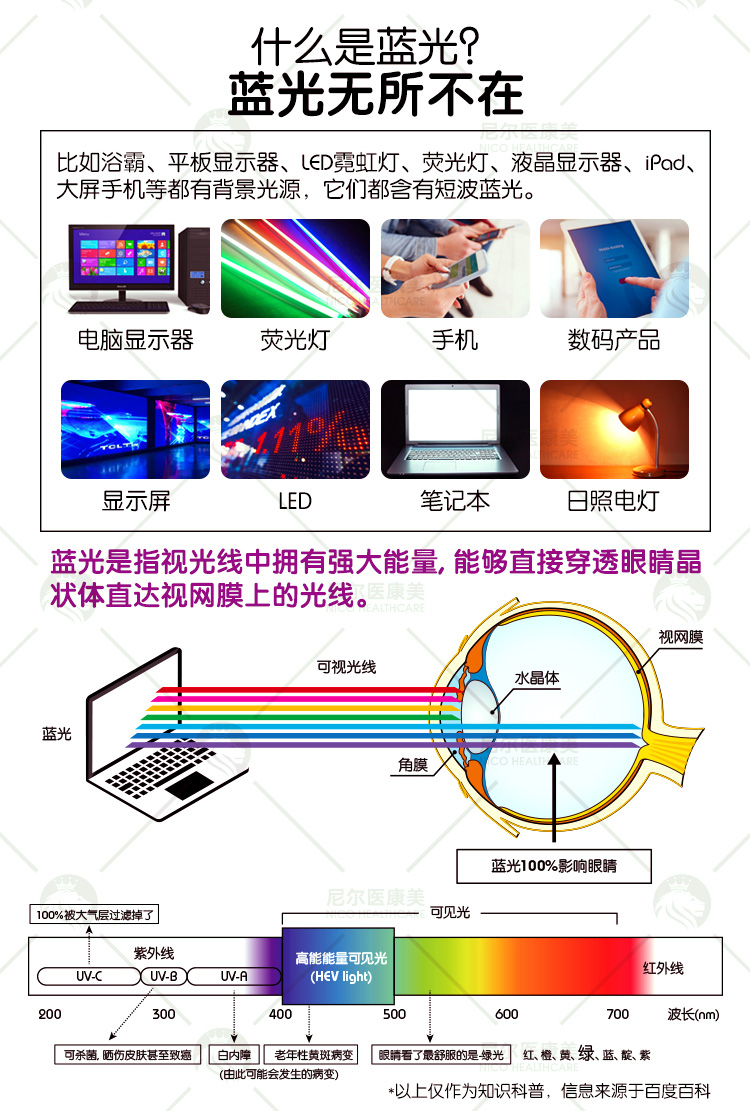 什么是蓝光?
蓝光无所不在
比如浴霸、平板显示器、LED霓虹灯、荧光灯、液晶显示器、iPad、
大屏手机等都有背景光源，它们都含有短波蓝光。
电脑显示器
荧光灯
手机
数码产品
TCL
INDEX
1.11%
显示屏
LED
笔记本
日照电灯
蓝光是指视光线中拥有强大能量, 能够直接穿透眼睛晶
状体直达视网膜上的光线。
视网膜
可视光线
水晶体
蓝光
角膜
蓝光100%影响眼睛
100%被大气层过滤掉了
可见光
紫外线
高能能量可见光
(HEV light)
红外线
UV-C
UV-B
UV-A
200
300
400
500
600
700
波长(nm)
可杀菌, 晒伤皮肤甚至致癌
白内障
老年性黄斑病变
眼睛看了最舒服的是-绿光
红、橙、黄、绿、蓝、靛、紫
(由此可能会发生的病变)
*以上仅作为知识科普，信息来源于百度百科
尼尔医康美
NICO HEALTHCARE